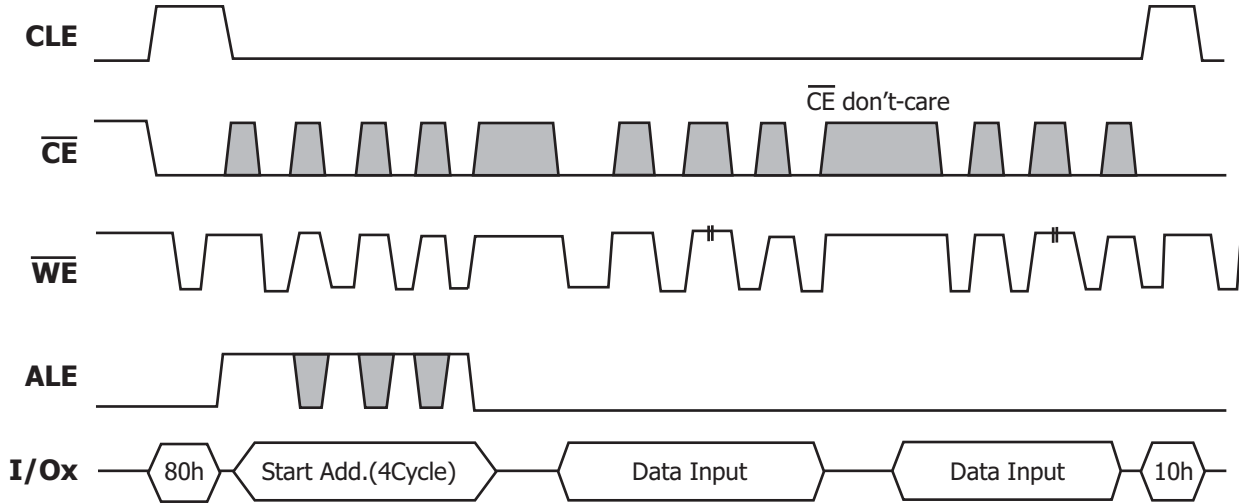 CLE
CE don't-care
CE
WE
ALE
I/Ox
80h
Start Add.(4Cycle)
Data Input
Data Input
10h